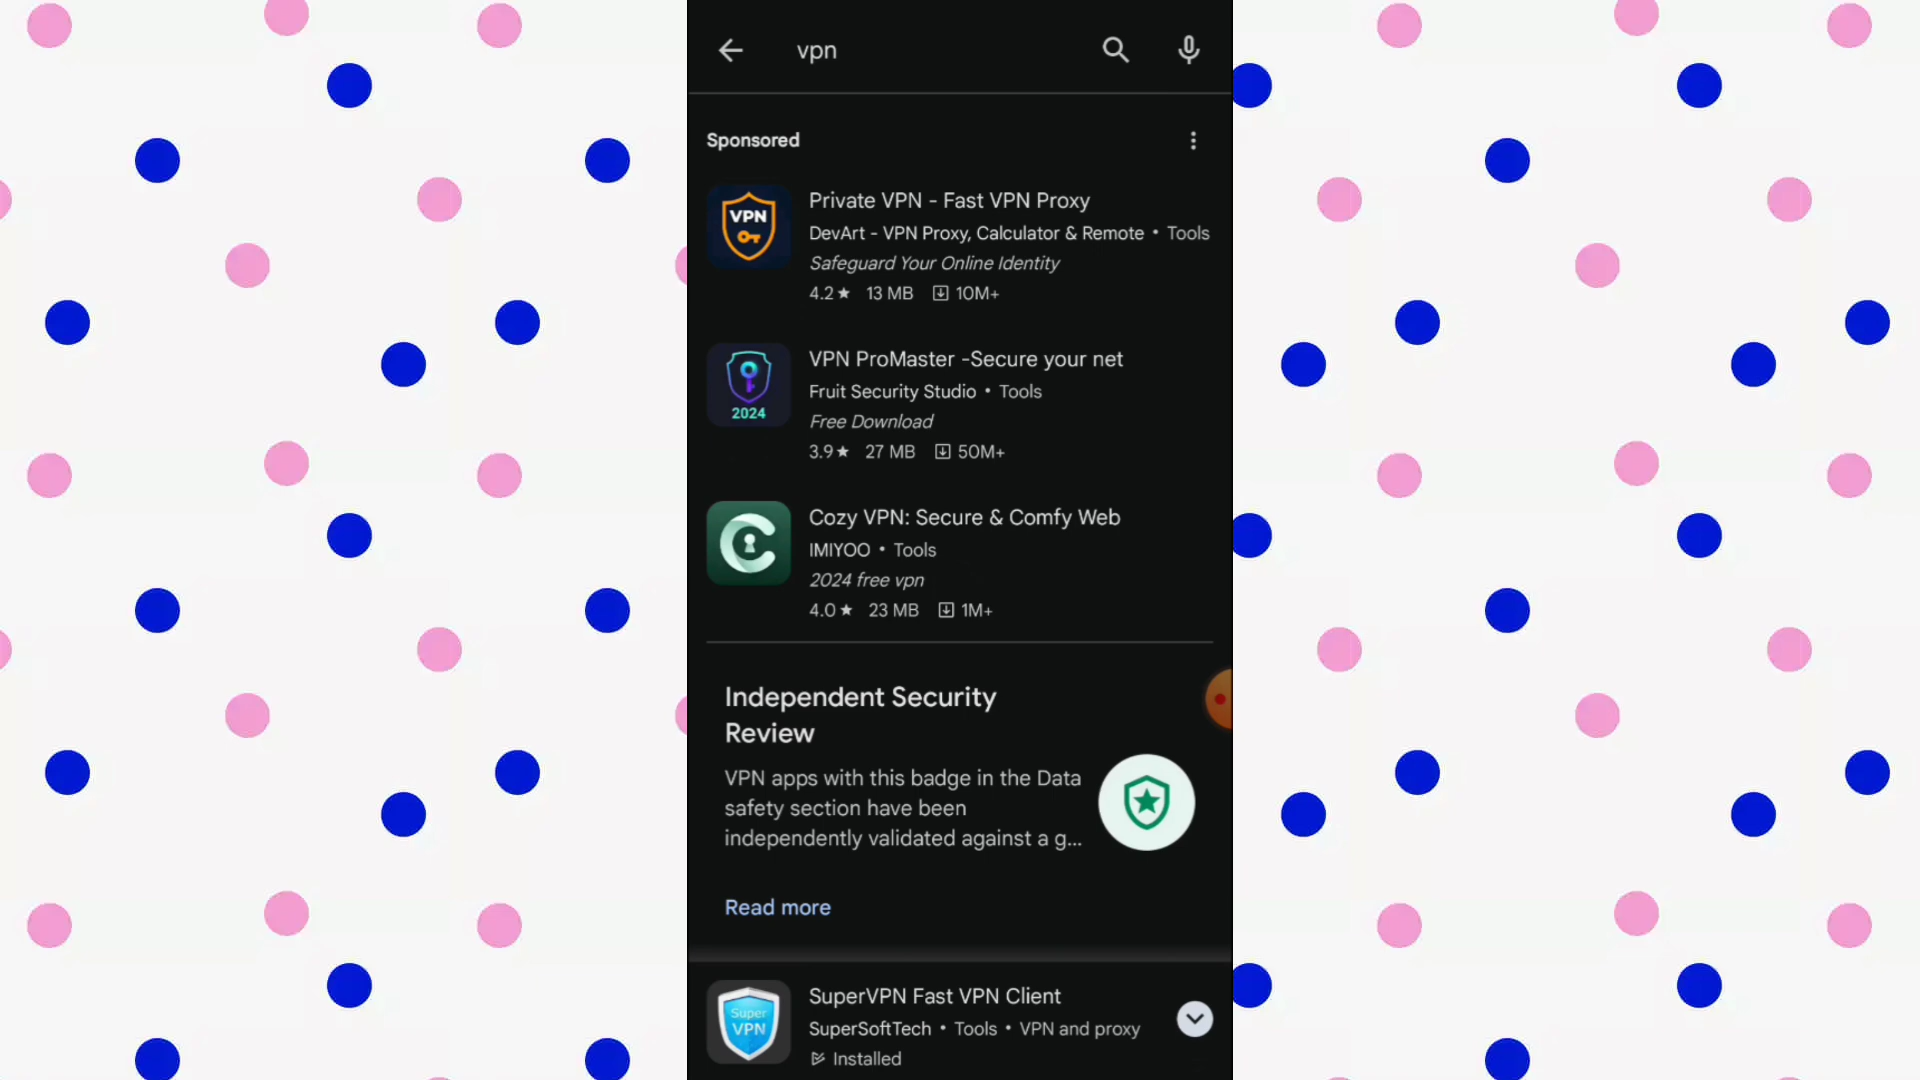 vpn
Sponsored
VPN
Private VPN - Fast VPN Proxy
DevArt - VPN Proxy, Calculator & Remote • Tools
Safeguard Your Online Identity
4.2★ 13 MB 10M+
2024
VPN ProMaster -Secure your net
Fruit Security Studio • Tools
Free Download
3.9★ 27 MB 50M+
Cozy VPN: Secure & Comfy Web
IMIYOO • Tools
2024 free vpn
4.0★ 23 MB 1M+
Independent Security
Review
VPN apps with this badge in the Data
safety section have been
independently validated against a g...
Read more
Super
VPN
SuperVPN Fast VPN Client
SuperSoftTech • Tools • VPN and proxy
Installed